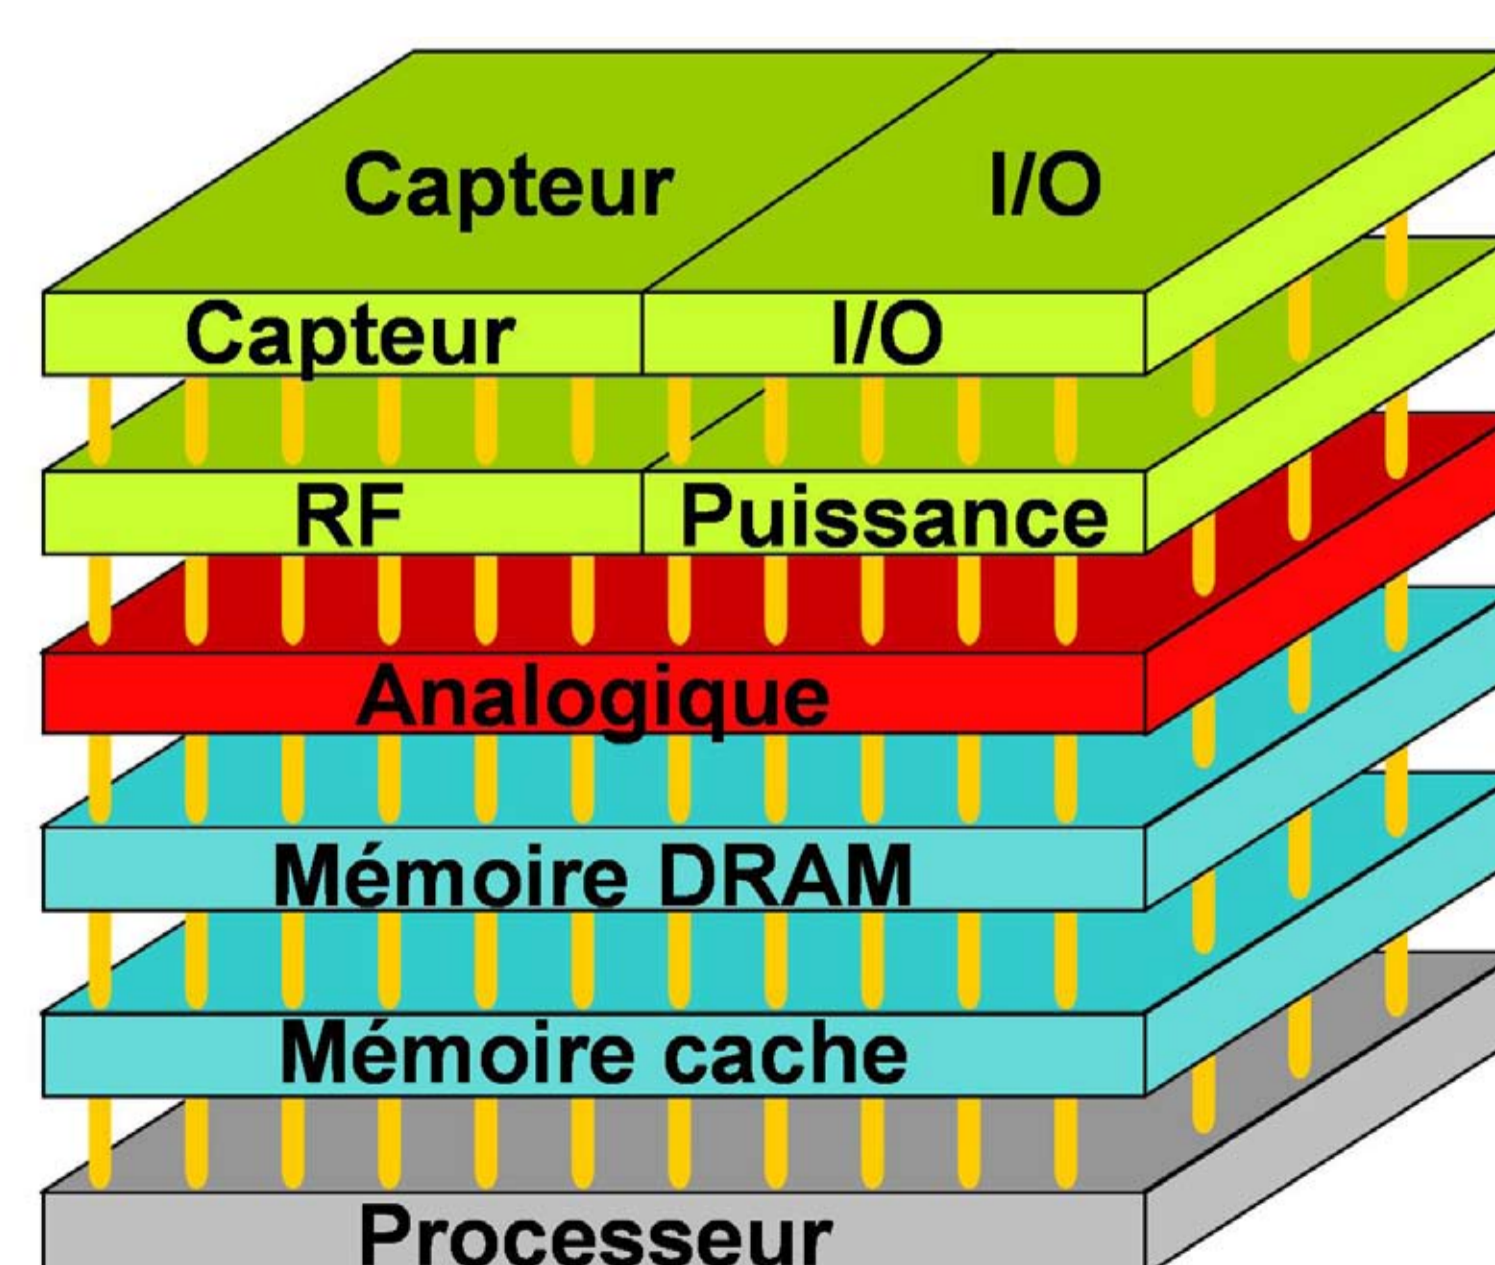 Capteur I/O
Capteur I/O
RF Puissance
Analogique
Mémoire DRAM
Mémoire cache
Processeur